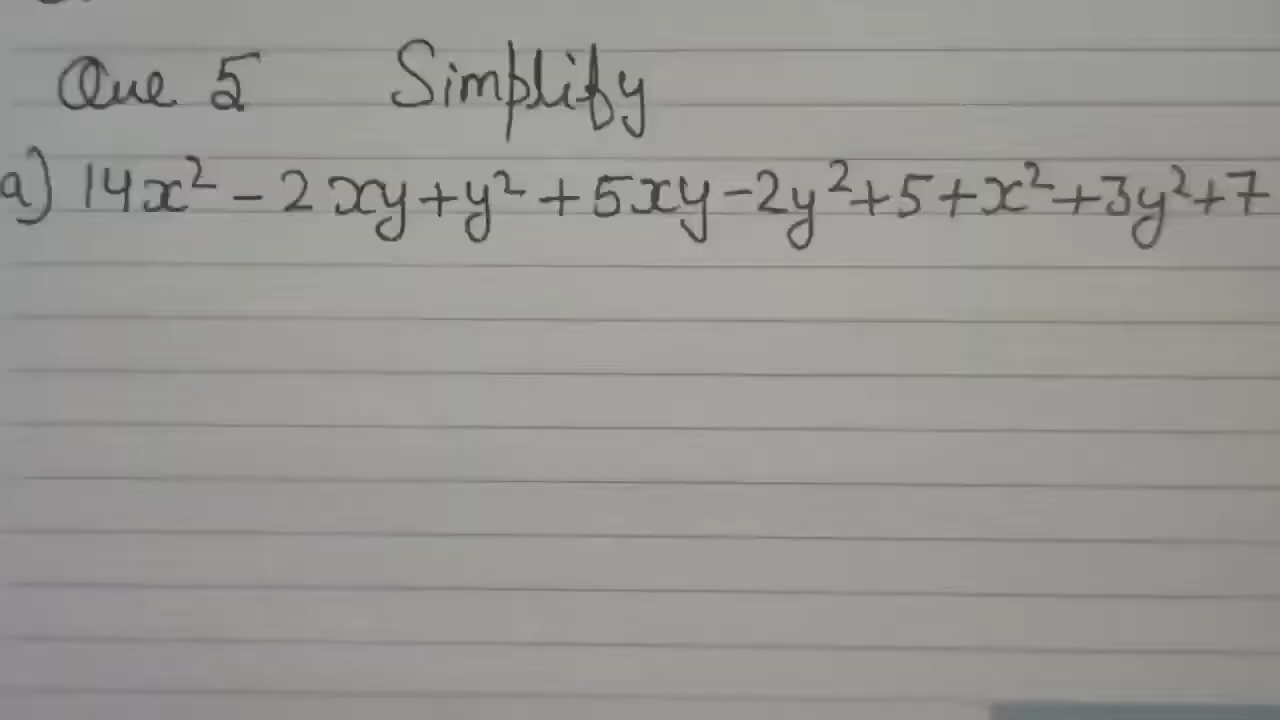 Que 5 Simplify
a) 14x² - 2xy + y² + 5xy - 2y² + 5 + x² + 3y² + 7